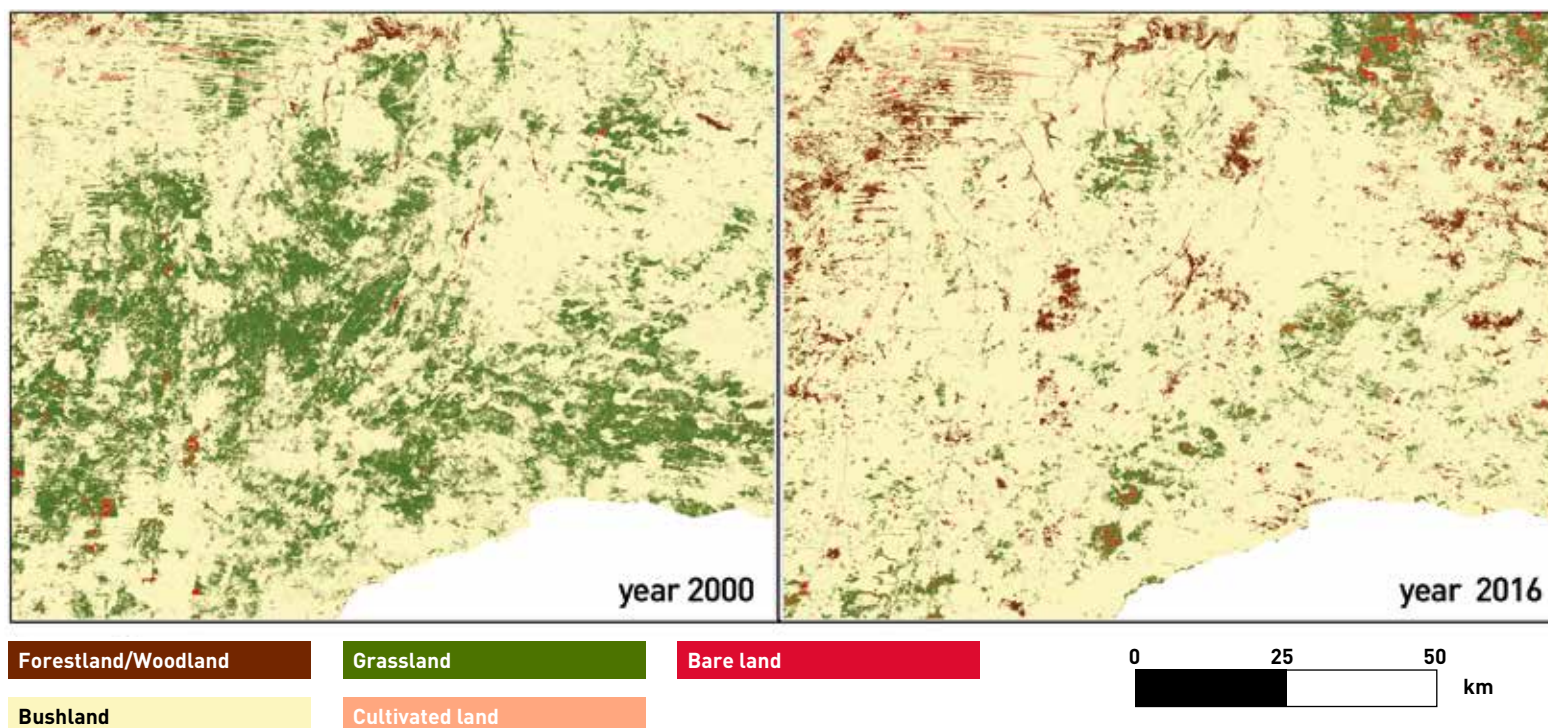 year 2000
year 2016
Forestland/Woodland
Grassland
Bare land
Bushland
Cultivated land
0 25 50
km